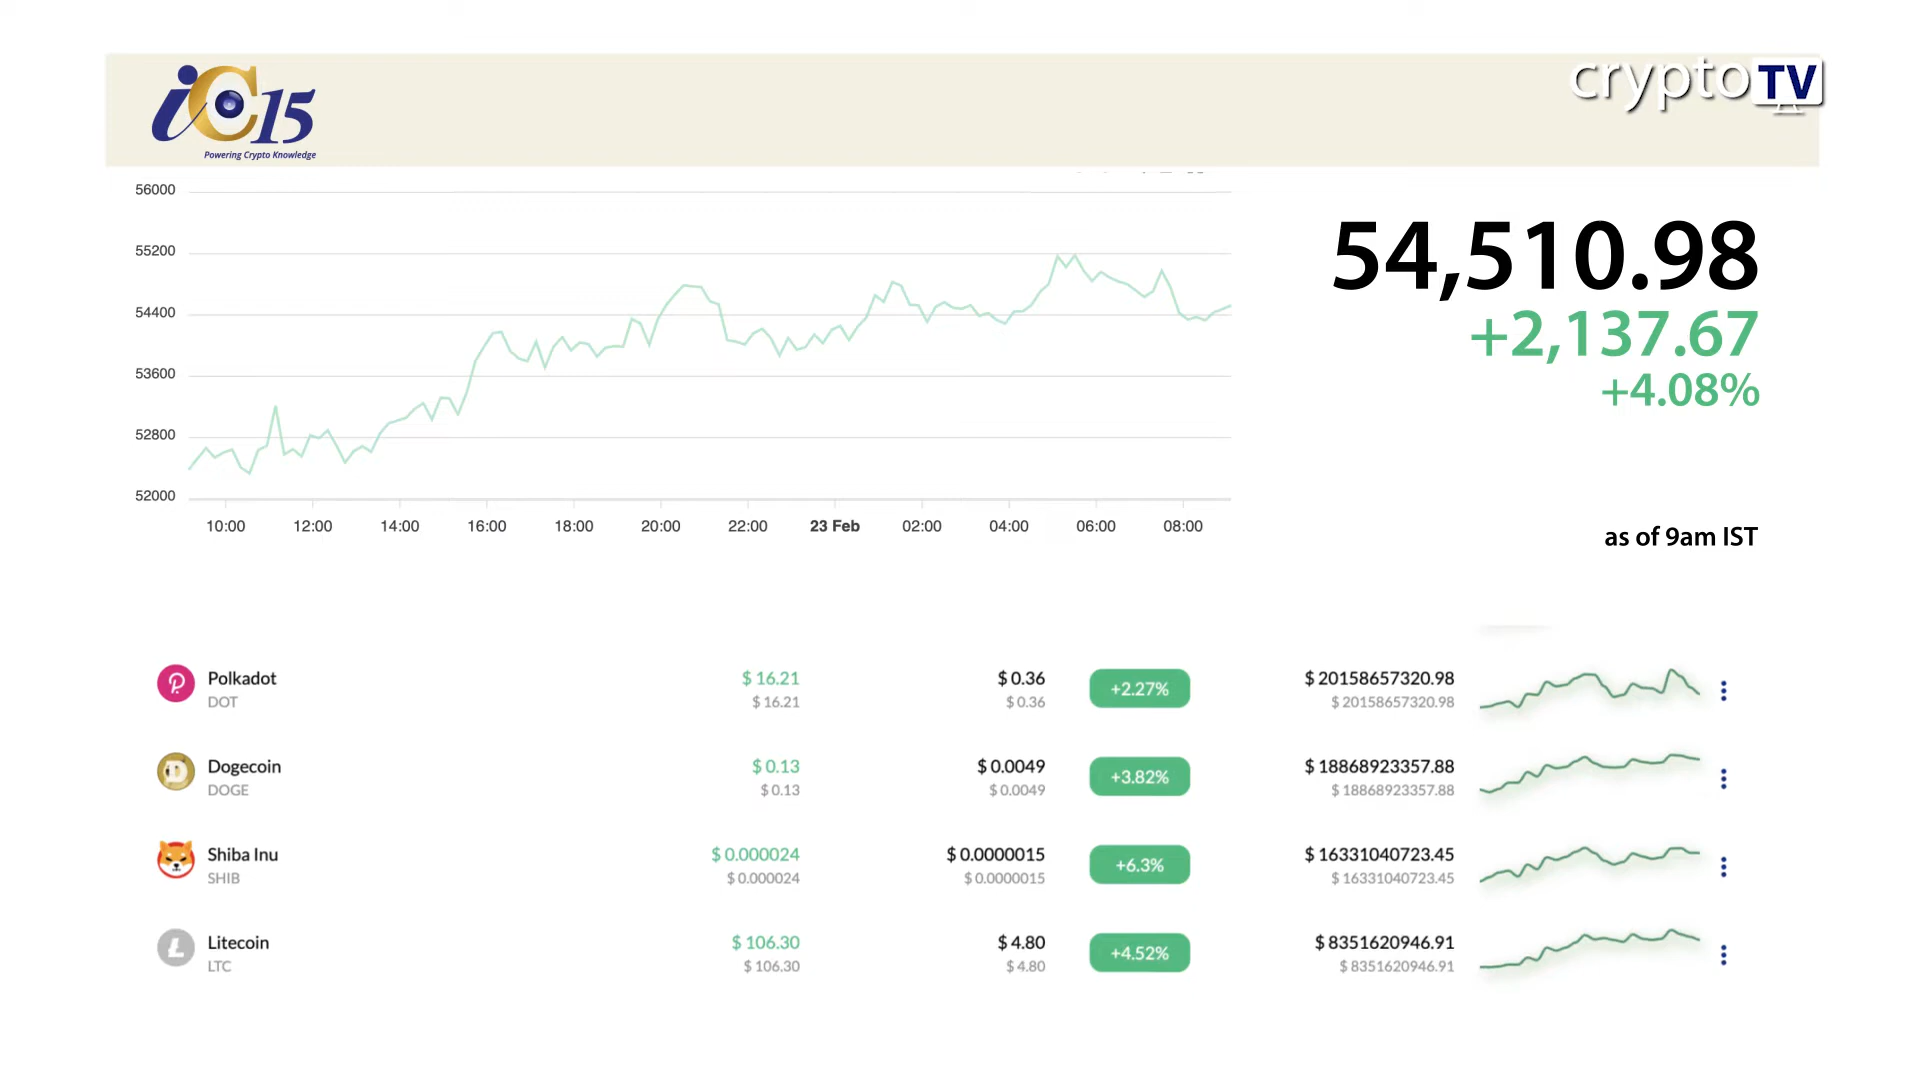 iC15
Powering Crypto Knowledge
cryptoTV
56000
55200
54400
53600
52800
52000
10:00 12:00 14:00 16:00 18:00 20:00 22:00 23 Feb 02:00 04:00 06:00 08:00
54,510.98
+2,137.67
+4.08%
as of 9am IST
Polkadot $ 16.21 $ 0.36 +2.27% $ 20158657320.98
DOT $ 16.21 $ 0.36 $ 20158657320.98
Dogecoin $ 0.13 $ 0.0049 +3.82% $ 18868923357.88
DOGE $ 0.13 $ 0.0049 $ 18868923357.88
Shiba Inu $ 0.000024 $ 0.0000015 +6.3% $ 16331040723.45
SHIB $ 0.000024 $ 0.0000015 $ 16331040723.45
Litecoin $ 106.30 $ 4.80 +4.52% $ 8351620946.91
LTC $ 106.30 $ 4.80 $ 8351620946.91